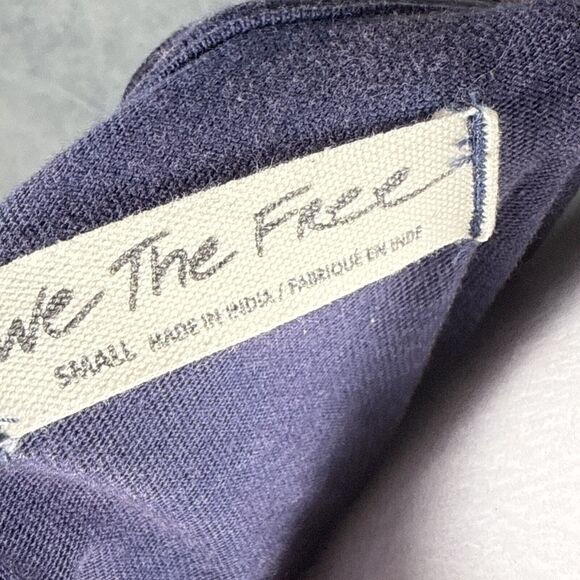 We The Free
SMALL MADE IN INDIA / FABRIQUÉ EN INDE